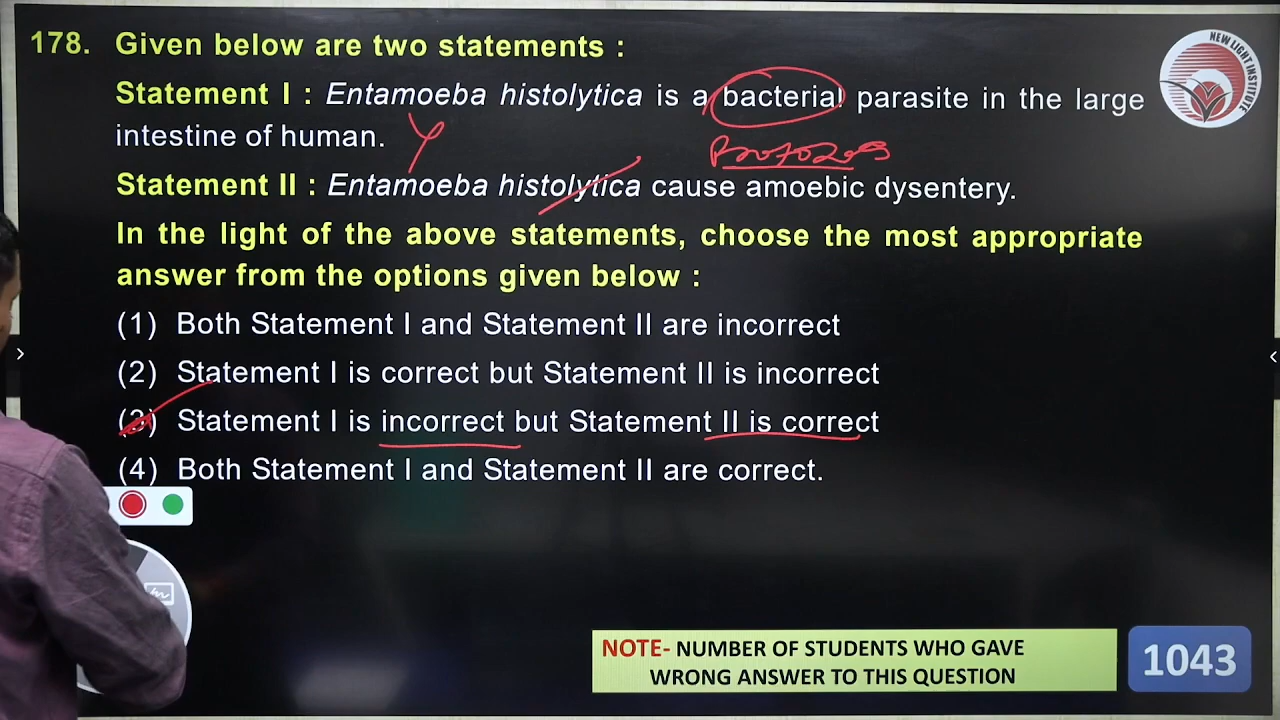 178. Given below are two statements :
Statement I : Entamoeba histolytica is a bacterial parasite in the large
intestine of human.
Statement II : Entamoeba histolytica cause amoebic dysentery.
In the light of the above statements, choose the most appropriate
answer from the options given below :
(1) Both Statement I and Statement II are incorrect
(2) Statement I is correct but Statement II is incorrect
(3) Statement I is incorrect but Statement II is correct
(4) Both Statement I and Statement II are correct.
NEW LIGHT INSTITUTE
NOTE- NUMBER OF STUDENTS WHO GAVE
WRONG ANSWER TO THIS QUESTION
1043